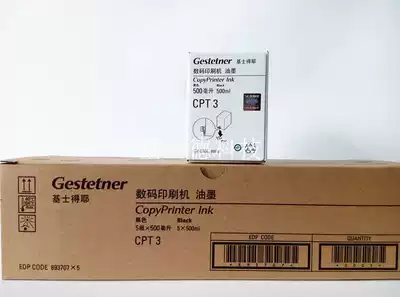 Gestetner 基士得耶
数码印刷机 油墨
CopyPrinter Ink
黑色 Black
500毫升 500ml
CPT 3
Gestetner
基士得耶
数码印刷机 油墨
CopyPrinter Ink
黑色 Black
5瓶×500毫升 5×500ml
CPT 3
EDP CODE
QUANTITY
EDP CODE 893707×5